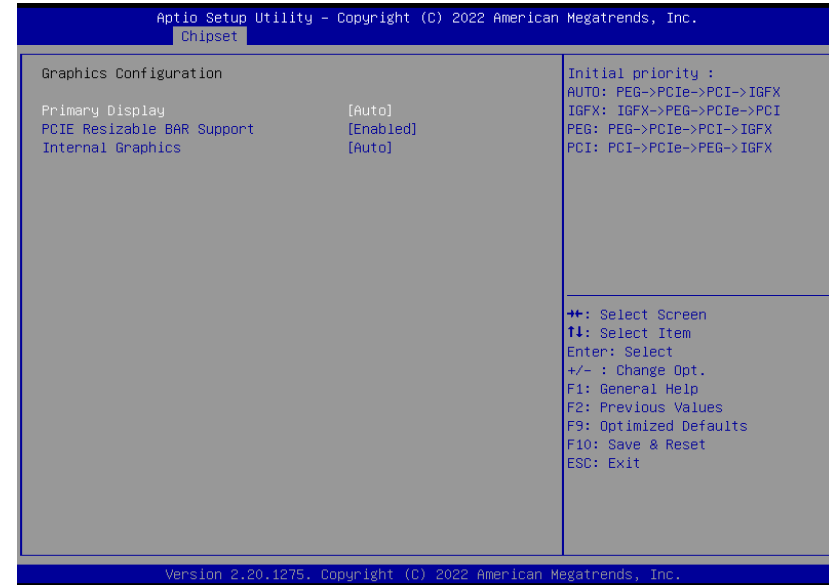 Aptio Setup Utility – Copyright (C) 2022 American Megatrends, Inc.
Chipset
Graphics Configuration
Primary Display [Auto]
PCIE Resizable BAR Support [Enabled]
Internal Graphics [Auto]
Initial priority :
AUTO: PEG->PCIe->PCI->IGFX
IGFX: IGFX->PEG->PCIe->PCI
PEG: PEG->PCIe->PCI->IGFX
PCI: PCI->PCIe->PEG->IGFX
→←: Select Screen
↑↓: Select Item
Enter: Select
+/- : Change Opt.
F1: General Help
F2: Previous Values
F9: Optimized Defaults
F10: Save & Reset
ESC: Exit
Version 2.20.1275. Copyright (C) 2022 American Megatrends, Inc.